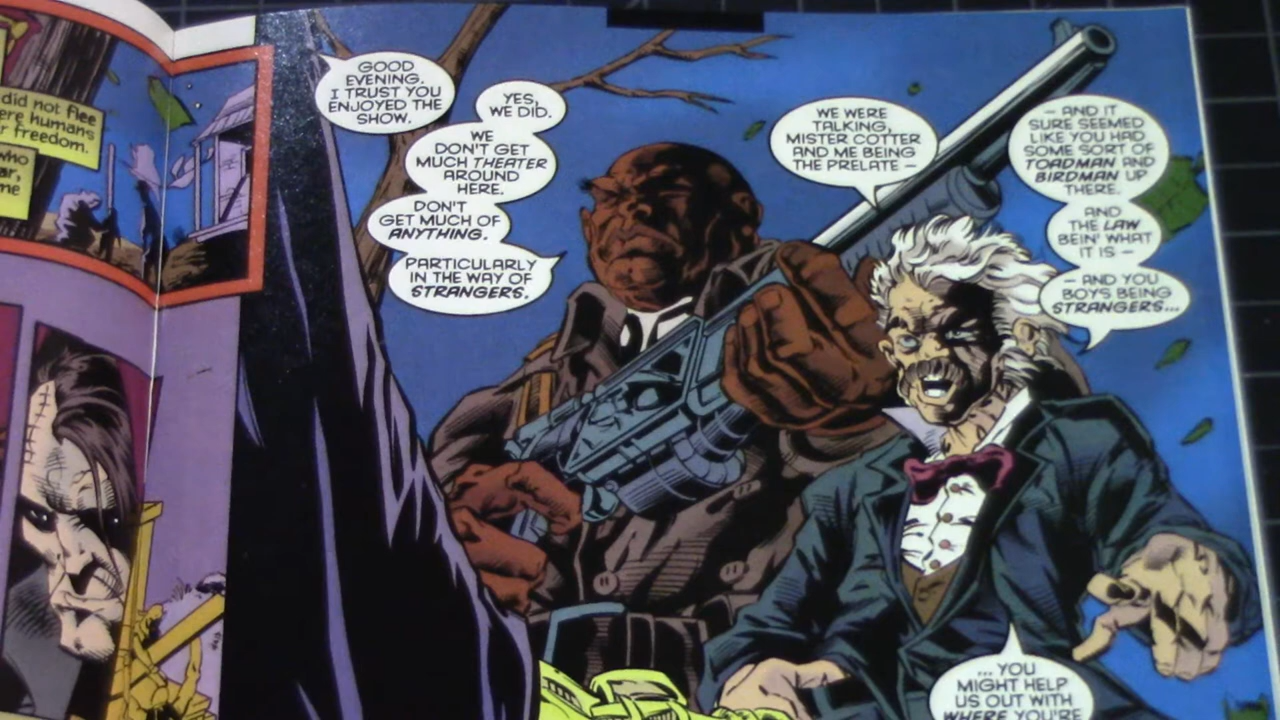 did not flee
ere humans
r freedom.
who
ar,
me
GOOD
EVENING.
I TRUST YOU
ENJOYED THE
SHOW.
YES,
WE DID.
WE
DON'T GET
MUCH THEATER
AROUND
HERE.
DON'T
GET MUCH OF
ANYTHING.
PARTICULARLY
IN THE WAY OF
STRANGERS.
WE WERE
TALKING,
MISTER COTTER
AND ME BEING
THE PRELATE –
– AND IT
SURE SEEMED
LIKE YOU HAD
SOME SORT OF
TOADMAN AND
BIRDMAN UP
THERE.
AND
THE LAW
BEIN' WHAT
IT IS –
– AND YOU
BOYS BEING
STRANGERS...
... YOU
MIGHT HELP
US OUT WITH
WHERE YOU'RE